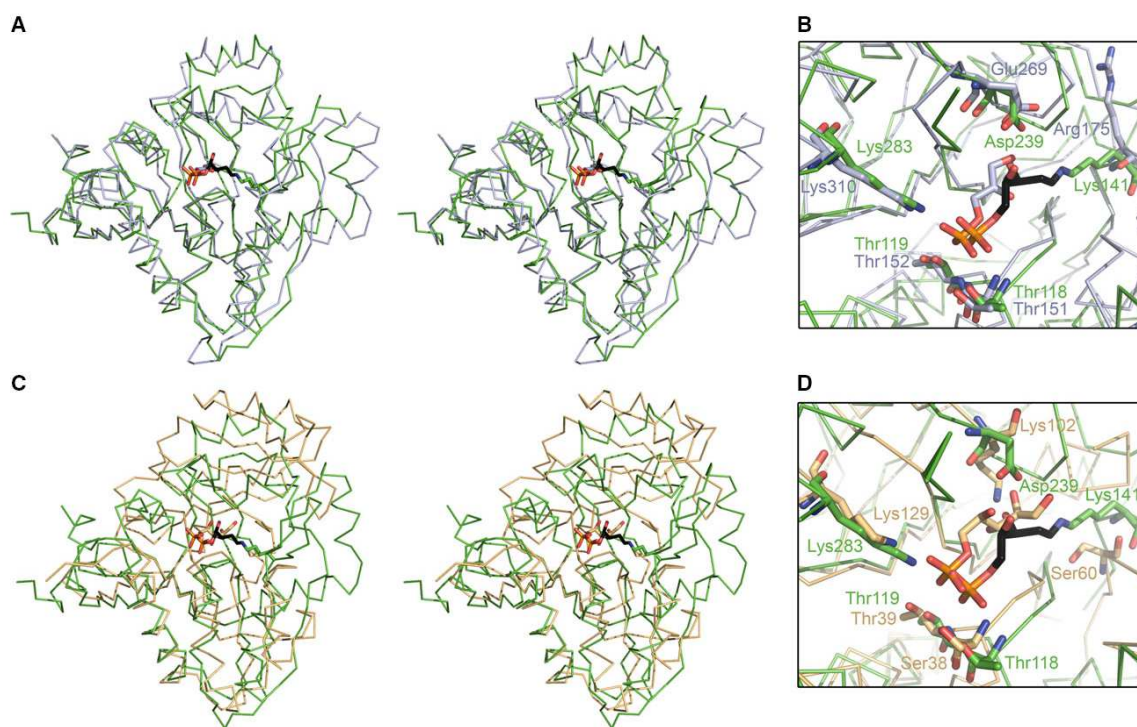 A
B
Glu269
Arg175
Lys283
Asp239
Lys310
Lys141
Thr119
Thr152
Thr118
Thr151
C
D
Lys102
Asp239
Lys141
Lys129
Lys283
Ser60
Thr119
Thr39
Ser38
Thr118